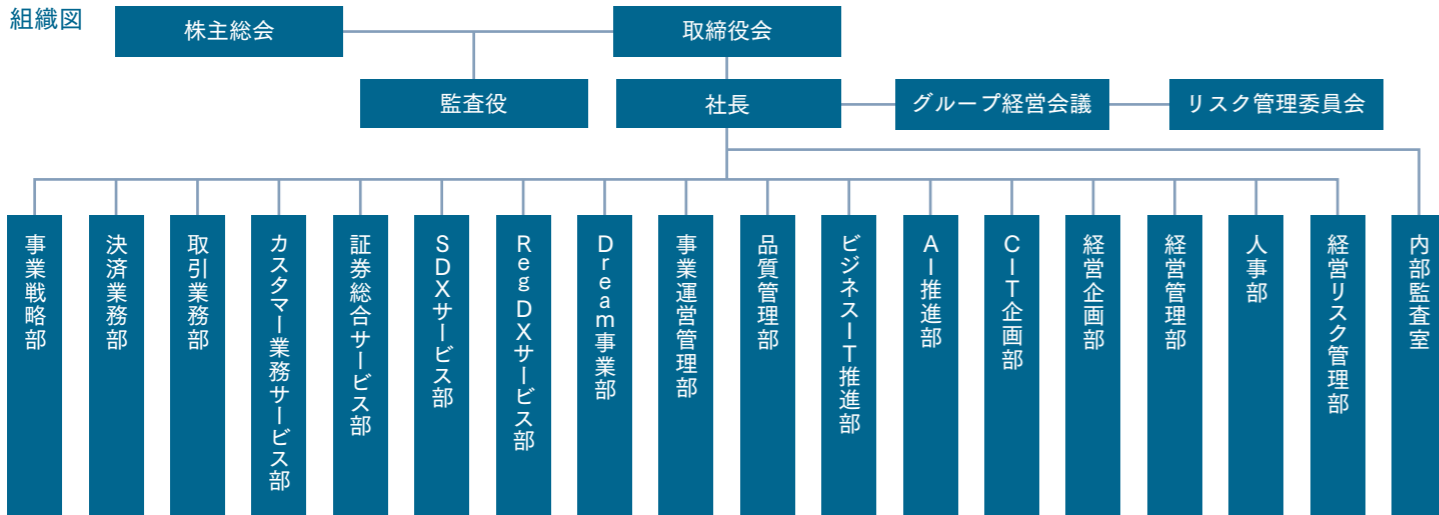 組織図
株主総会
取締役会
監査役
社長
グループ経営会議
リスク管理委員会
事業戦略部
決済業務部
取引業務部
カスタマー業務サービス部
証券総合サービス部
SDXサービス部
Reg DXサービス部
Dream事業部
事業運営管理部
品質管理部
ビジネスIT推進部
AI推進部
CIT企画部
経営企画部
経営管理部
人事部
経営リスク管理部
内部監査室